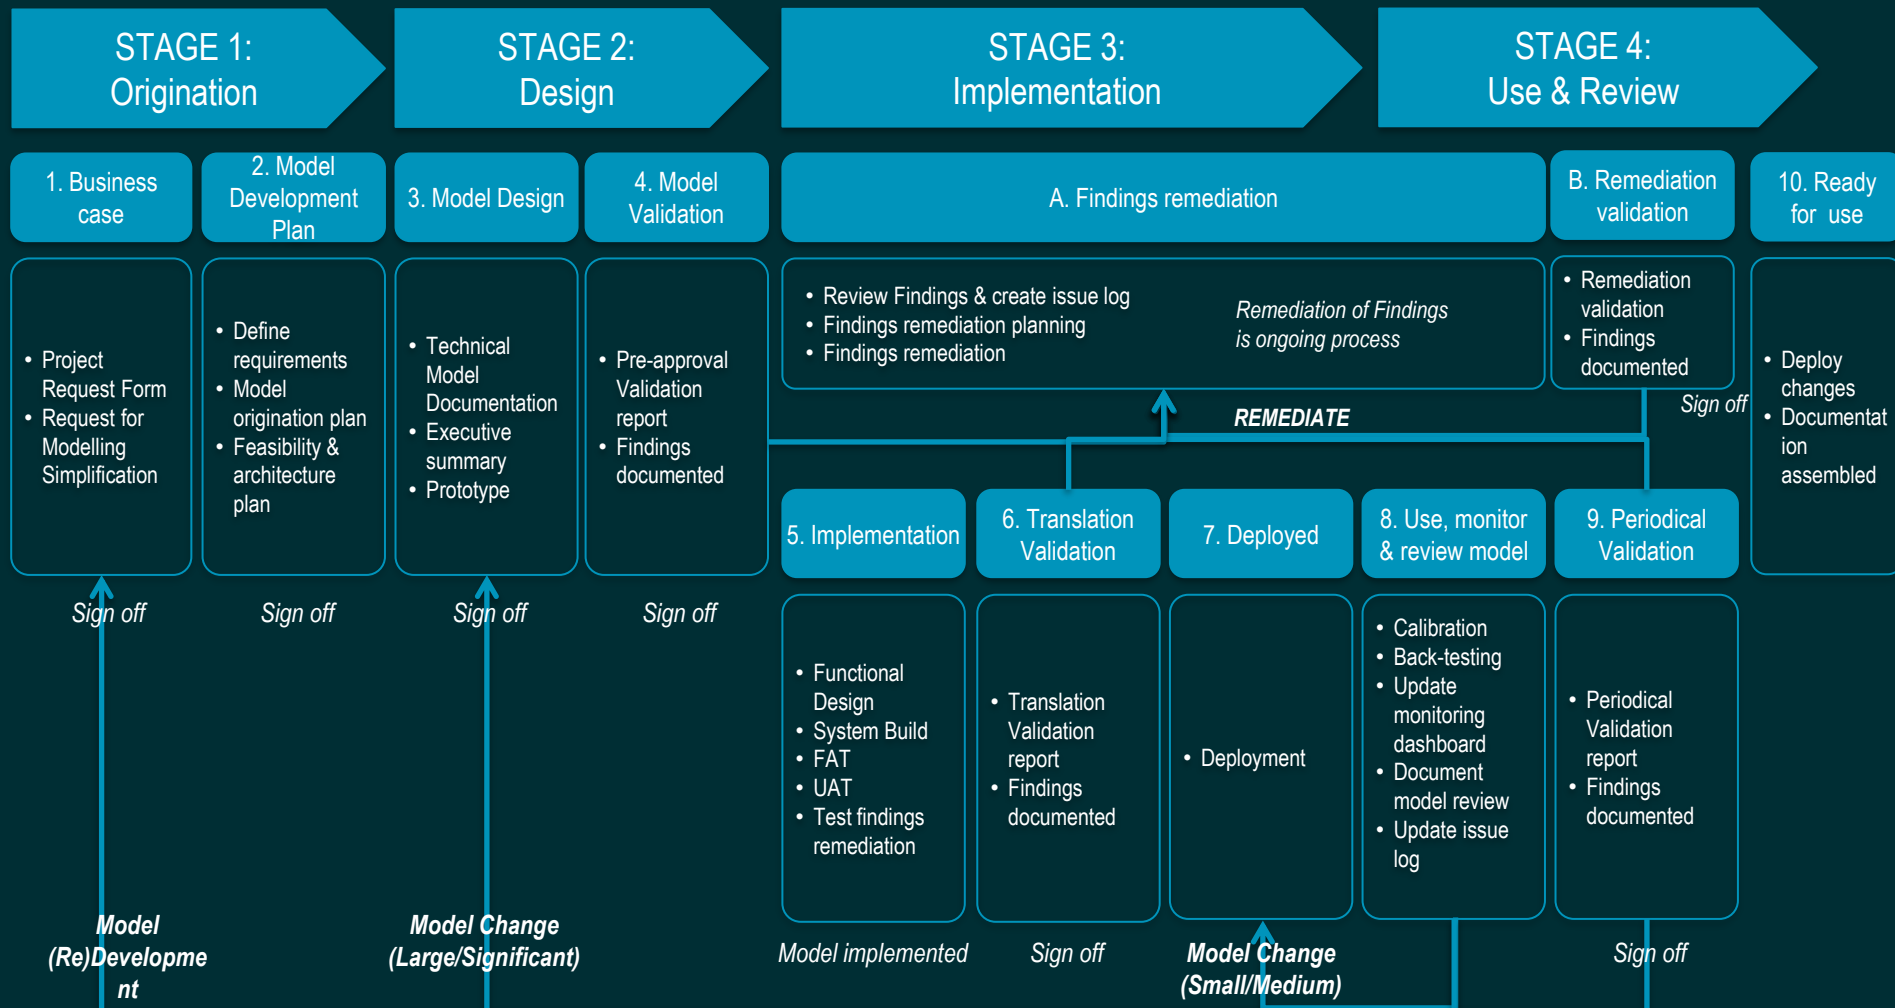 STAGE 1:
Origination
STAGE 2:
Design
STAGE 3:
Implementation
STAGE 4:
Use & Review
1. Business
case
2. Model
Development
Plan
3. Model Design
4. Model
Validation
A. Findings remediation
B. Remediation
validation
10. Ready
for use
• Project
Request Form
• Request for
Modelling
Simplification
• Define
requirements
• Model
origination plan
• Feasibility &
architecture
plan
• Technical
Model
Documentation
• Executive
summary
• Prototype
• Pre-approval
Validation
report
• Findings
documented
• Review Findings & create issue log
• Findings remediation planning
• Findings remediation
Remediation of Findings
is ongoing process
• Remediation
validation
• Findings
documented
• Deploy
changes
• Documentat
ion
assembled
Sign off
REMEDIATE
5. Implementation
6. Translation
Validation
7. Deployed
8. Use, monitor
& review model
9. Periodical
Validation
Sign off
Sign off
Sign off
Sign off
• Functional
Design
• System Build
• FAT
• UAT
• Test findings
remediation
• Translation
Validation
report
• Findings
documented
• Deployment
• Calibration
• Back-testing
• Update
monitoring
dashboard
• Document
model review
• Update issue
log
• Periodical
Validation
report
• Findings
documented
Model
(Re)Developme
nt
Model Change
(Large/Significant)
Model implemented
Sign off
Model Change
(Small/Medium)
Sign off